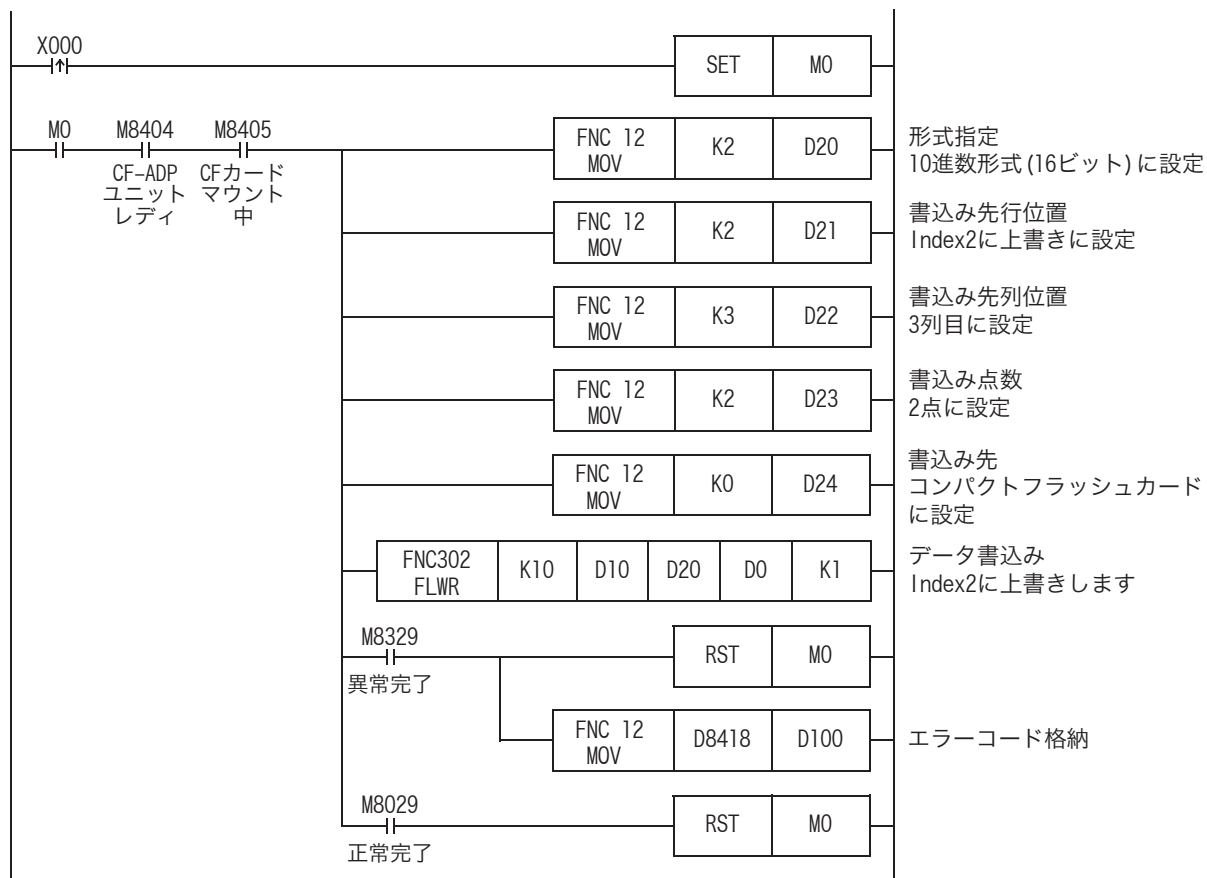 X000
SET M0
M0 M8404 M8405
CF-ADP
ユニット
レディ
CFカード
マウント
中
FNC 12
MOV
K2 D20
形式指定
10進数形式(16ビット)に設定
FNC 12
MOV
K2 D21
書込み先行位置
Index2に上書きに設定
FNC 12
MOV
K3 D22
書込み先列位置
3列目に設定
FNC 12
MOV
K2 D23
書込み点数
2点に設定
FNC 12
MOV
K0 D24
書込み先
コンパクトフラッシュカード
に設定
FNC302
FLWR
K10 D10 D20 D0 K1
データ書込み
Index2に上書きします
M8329
異常完了
RST M0
FNC 12
MOV
D8418 D100
エラーコード格納
M8029
正常完了
RST M0